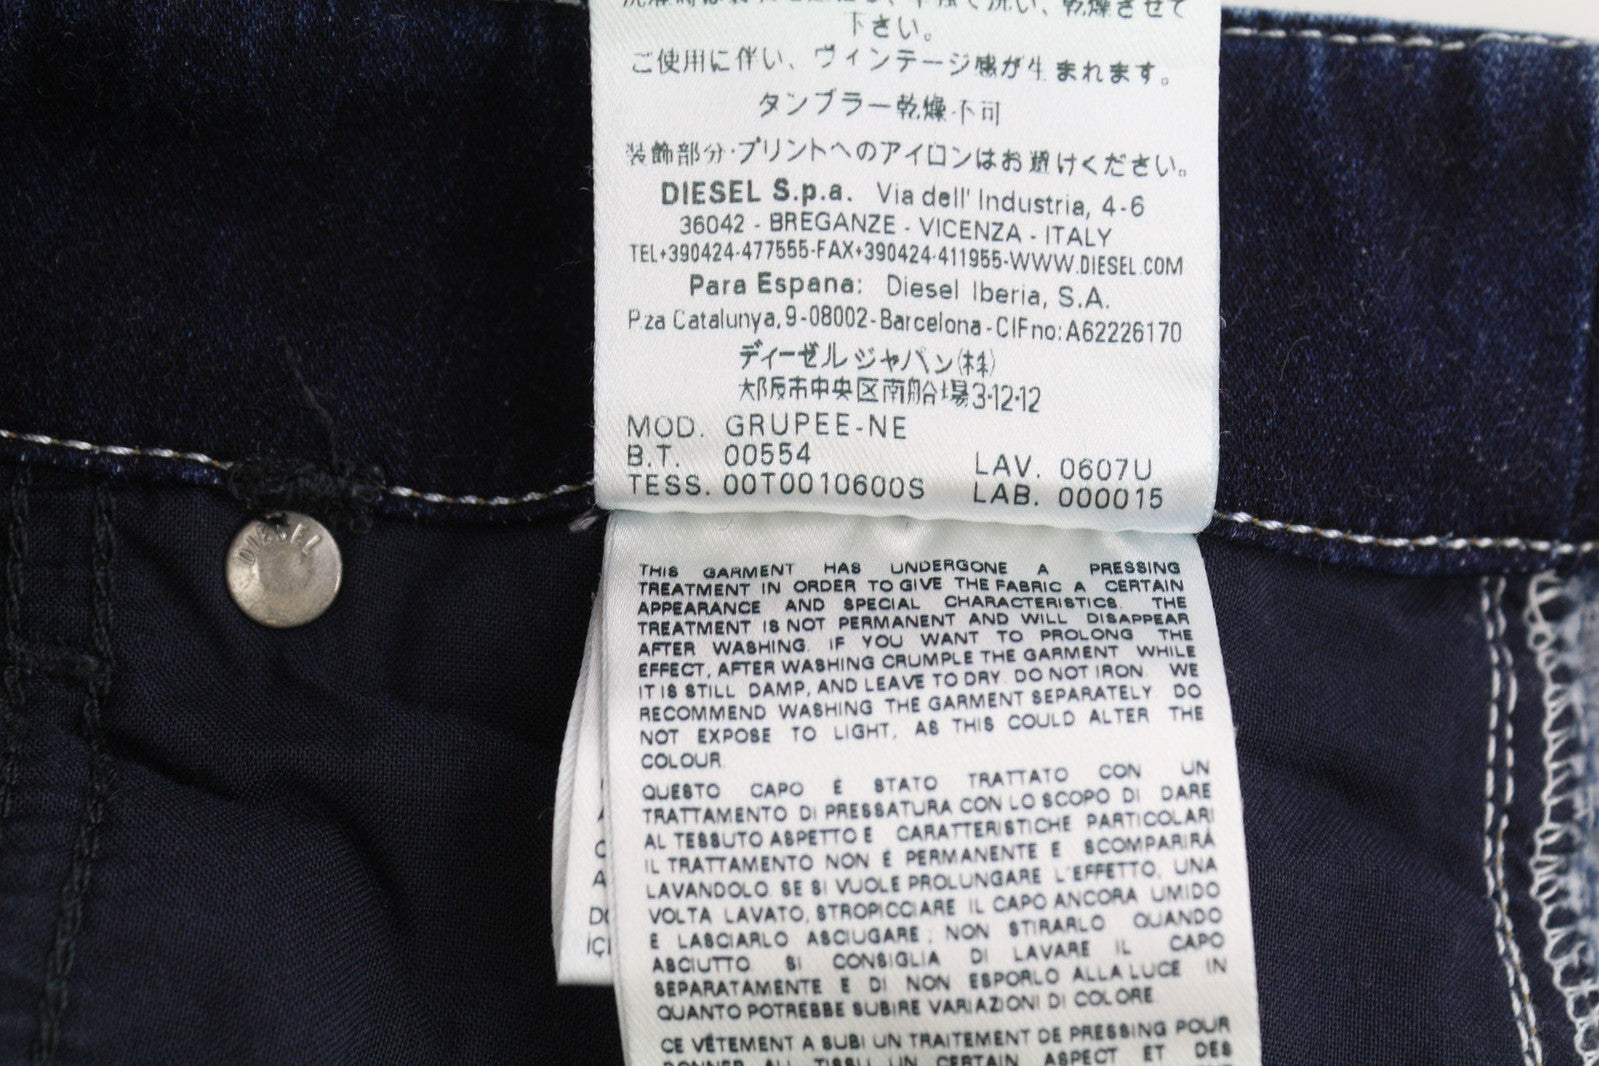 下さい。
ご使用に伴い、ヴィンテージ感が生まれます。
タンブラー乾燥不可
装飾部分・プリントへのアイロンはお避けください。
DIESEL S.p.a. Via dell' Industria, 4-6
36042 - BREGANZE - VICENZA - ITALY
TEL+390424-477555-FAX+390424-411955-WWW.DIESEL.COM
Para Espana: Diesel Iberia, S.A.
P.za Catalunya, 9-08002-Barcelona-CIF no: A62226170
ディーゼルジャパン(株)
大阪市中央区南船場3-12-12
MOD. GRUPEE-NE
B.T. 00554 LAV. 0607U
TESS. 00T0010600S LAB. 000015
DIESEL
THIS GARMENT HAS UNDERGONE A PRESSING
TREATMENT IN ORDER TO GIVE THE FABRIC A CERTAIN
APPEARANCE AND SPECIAL CHARACTERISTICS. THE
TREATMENT IS NOT PERMANENT AND WILL DISAPPEAR
AFTER WASHING. IF YOU WANT TO PROLONG THE
EFFECT, AFTER WASHING CRUMPLE THE GARMENT WHILE
IT IS STILL DAMP, AND LEAVE TO DRY. DO NOT IRON. WE
RECOMMEND WASHING THE GARMENT SEPARATELY. DO
NOT EXPOSE TO LIGHT, AS THIS COULD ALTER THE
COLOUR.
QUESTO CAPO È STATO TRATTATO CON UN
TRATTAMENTO DI PRESSATURA CON LO SCOPO DI DARE
AL TESSUTO ASPETTO E CARATTERISTICHE PARTICOLARI
IL TRATTAMENTO NON È PERMANENTE E SCOMPARIRÀ
LAVANDOLO. SE SI VUOLE PROLUNGARE L'EFFETTO, UNA
VOLTA LAVATO, STROPICCIARE IL CAPO ANCORA UMIDO
E LASCIARLO ASCIUGARE; NON STIRARLO QUANDO
ASCIUTTO SI CONSIGLIA DI LAVARE IL CAPO
SEPARATAMENTE E DI NON ESPORLO ALLA LUCE IN
QUANTO POTREBBE SUBIRE VARIAZIONI DI COLORE
CE VÊTEMENT A SUBI UN TRAITEMENT DE PRESSING POUR
DONNER AU TISSU UN CERTAIN ASPECT ET DES